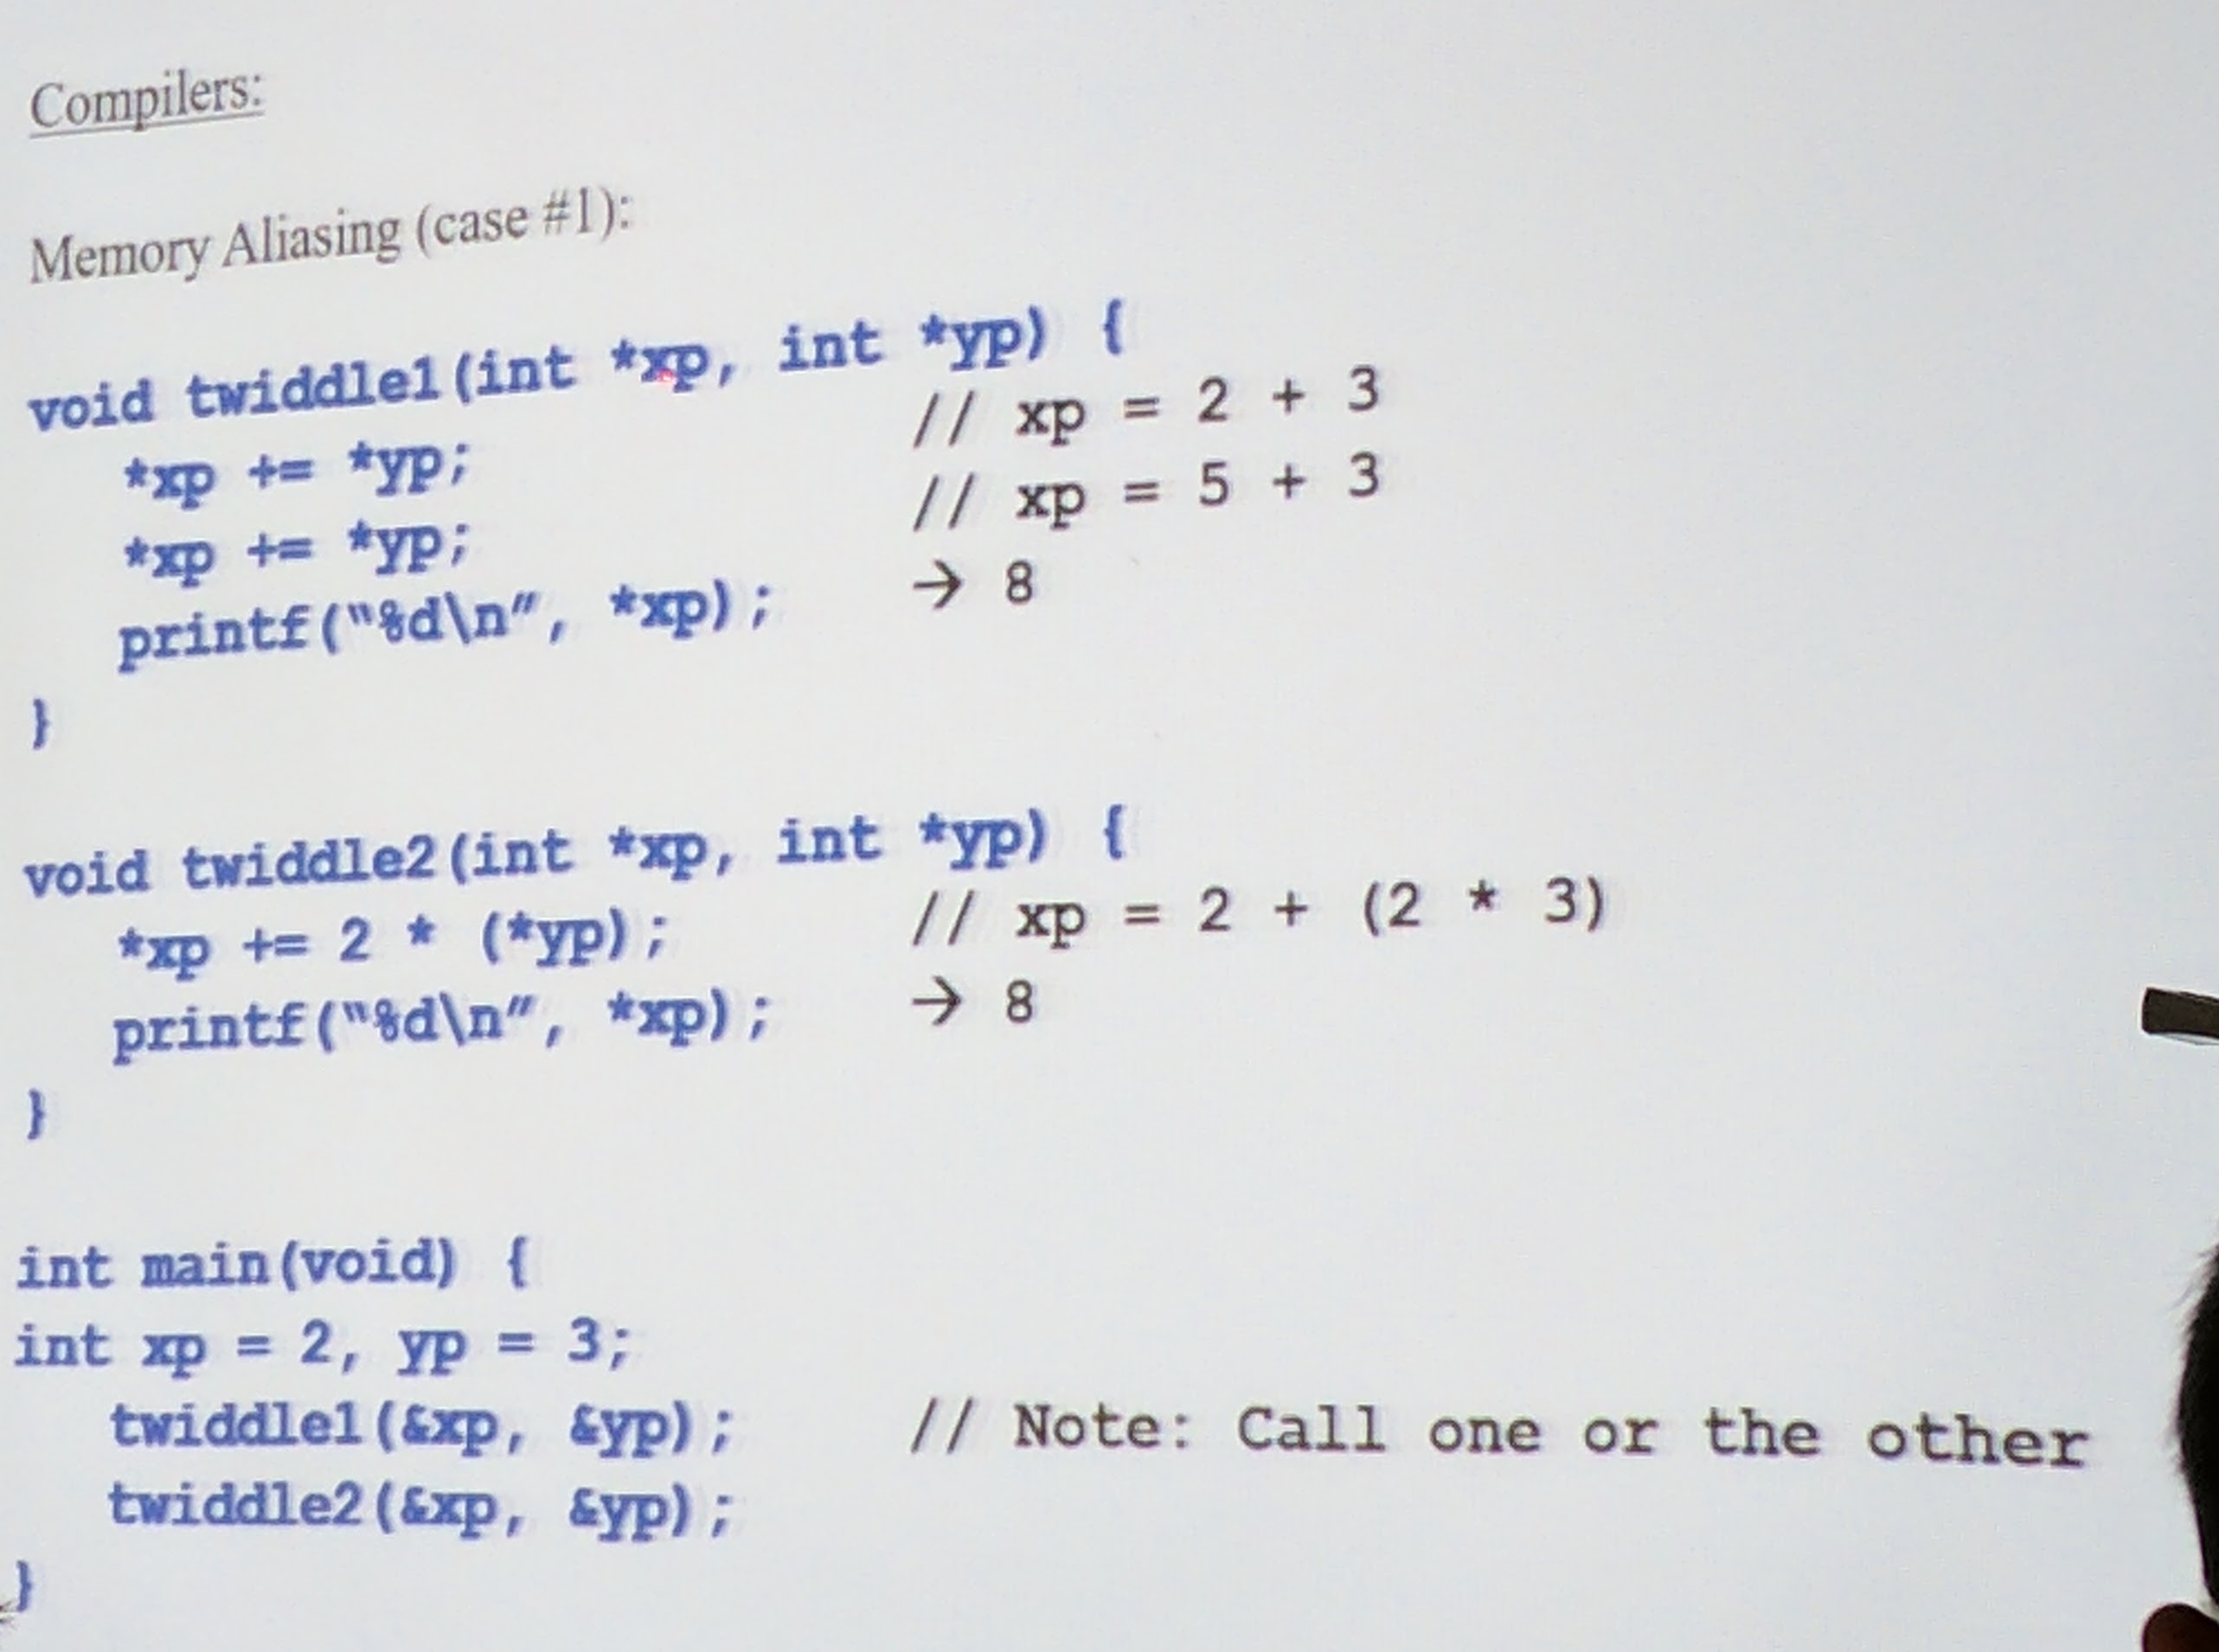 Compilers:
Memory Aliasing (case #1):
void twiddle1(int *xp, int *yp) {
*xp += *yp; // xp = 2 + 3
*xp += *yp; // xp = 5 + 3
printf("%d\n", *xp); → 8
}
void twiddle2(int *xp, int *yp) {
*xp += 2 * (*yp); // xp = 2 + (2 * 3)
printf("%d\n", *xp); → 8
}
int main(void) {
int xp = 2, yp = 3;
twiddle1(&xp, &yp); // Note: Call one or the other
twiddle2(&xp, &yp);
}